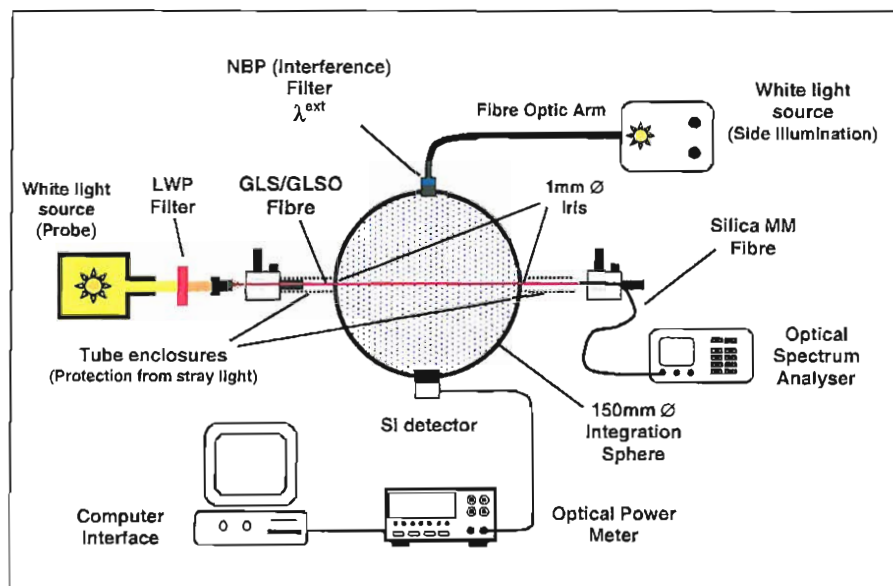 NBP (Interference)
Filter
λext
Fibre Optic Arm
White light
source
(Side Illumination)
White light
source
(Probe)
LWP
Filter
GLS/GLSO
Fibre
1mm Ø
Iris
Silica MM
Fibre
Tube enclosures
(Protection from stray light)
Optical
Spectrum
Analyser
Si detector
150mm Ø
Integration
Sphere
Computer
Interface
Optical Power
Meter